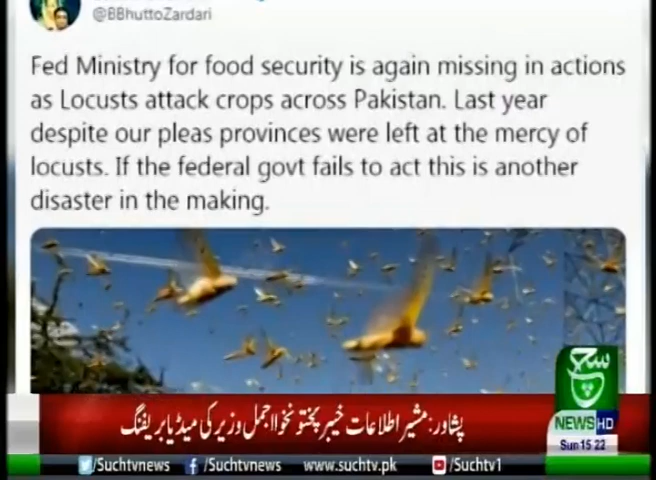 @BBhuttoZardari
Fed Ministry for food security is again missing in actions
as Locusts attack crops across Pakistan. Last year
despite our pleas provinces were left at the mercy of
locusts. If the federal govt fails to act this is another
disaster in the making.
سچ
NEWS HD
Sun 15 22
پشاور: مشیر اطلاعات خیبر پختونخوا اجمل وزیر کی میڈیا بریفنگ
/Suchtvnews /Suchtvnews www.suchtv.pk /Suchtv1